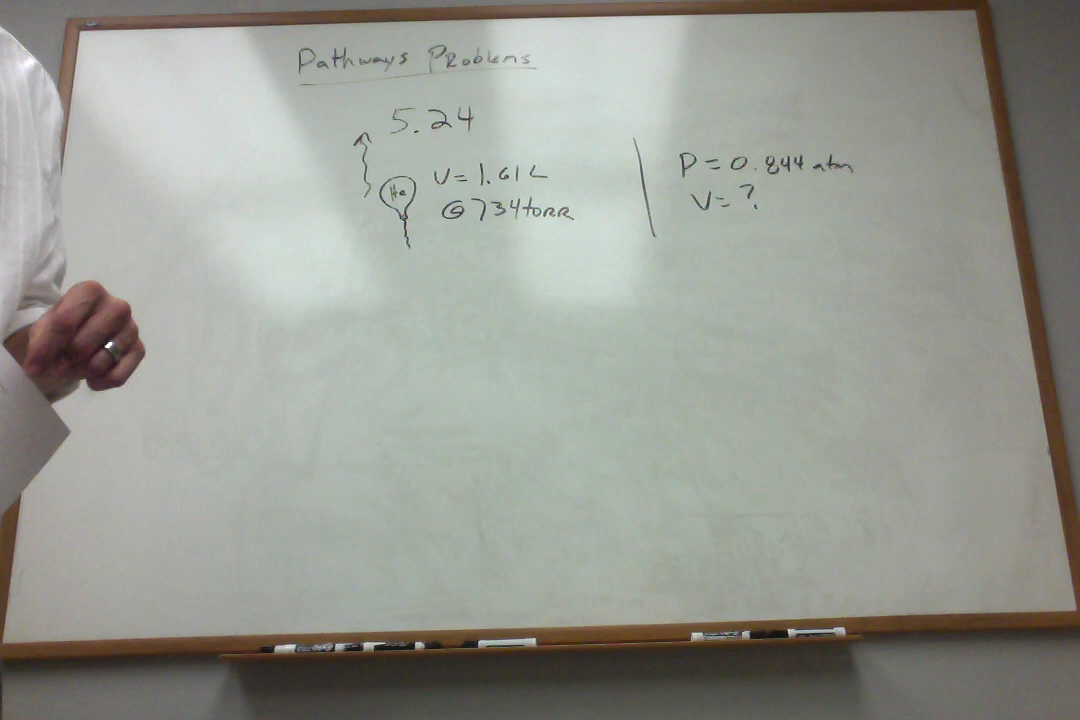 Pathways Problems
5.24
He
V = 1.61 L
@ 734 torr
P = 0.844 atm
V = ?